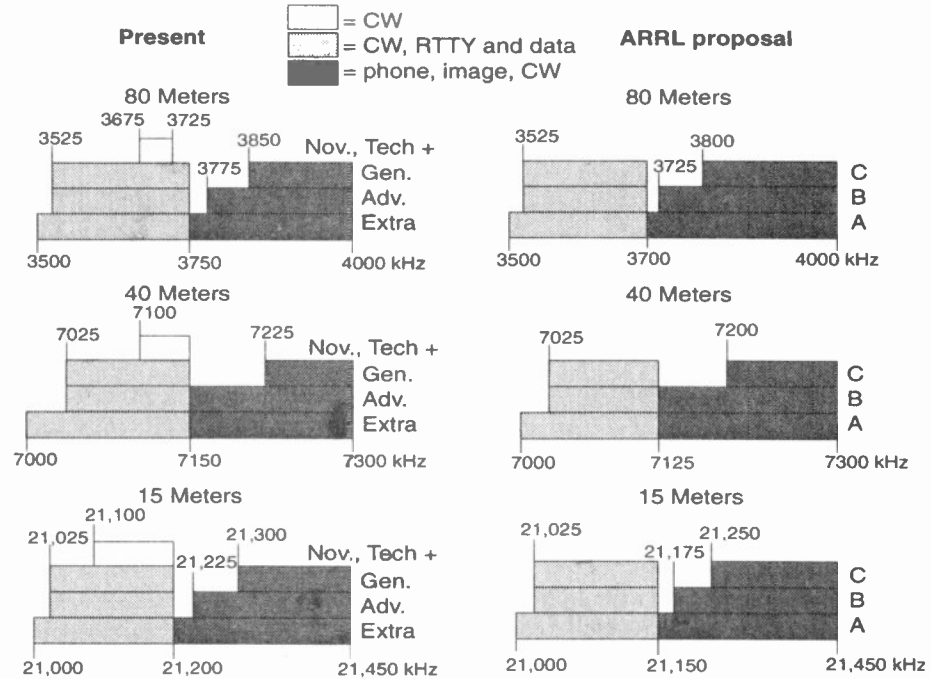 = CW
Present
= CW, RTTY and data
ARRL proposal
= phone, image, CW
80 Meters
3675 3725
3525
3850
3775
Nov., Tech +
Gen.
Adv.
Extra
3500 3750 4000 kHz
40 Meters
7100
7025
7225
Nov., Tech +
Gen.
Adv.
Extra
7000 7150 7300 kHz
15 Meters
21,100
21,025
21,300
21,225
Nov., Tech +
Gen.
Adv.
Extra
21,000 21,200 21,450 kHz
80 Meters
3525
3800
3725
C
B
A
3500 3700 4000 kHz
40 Meters
7025
7200
C
B
A
7000 7125 7300 kHz
15 Meters
21,025
21,250
21,175
C
B
A
21,000 21,150 21,450 kHz